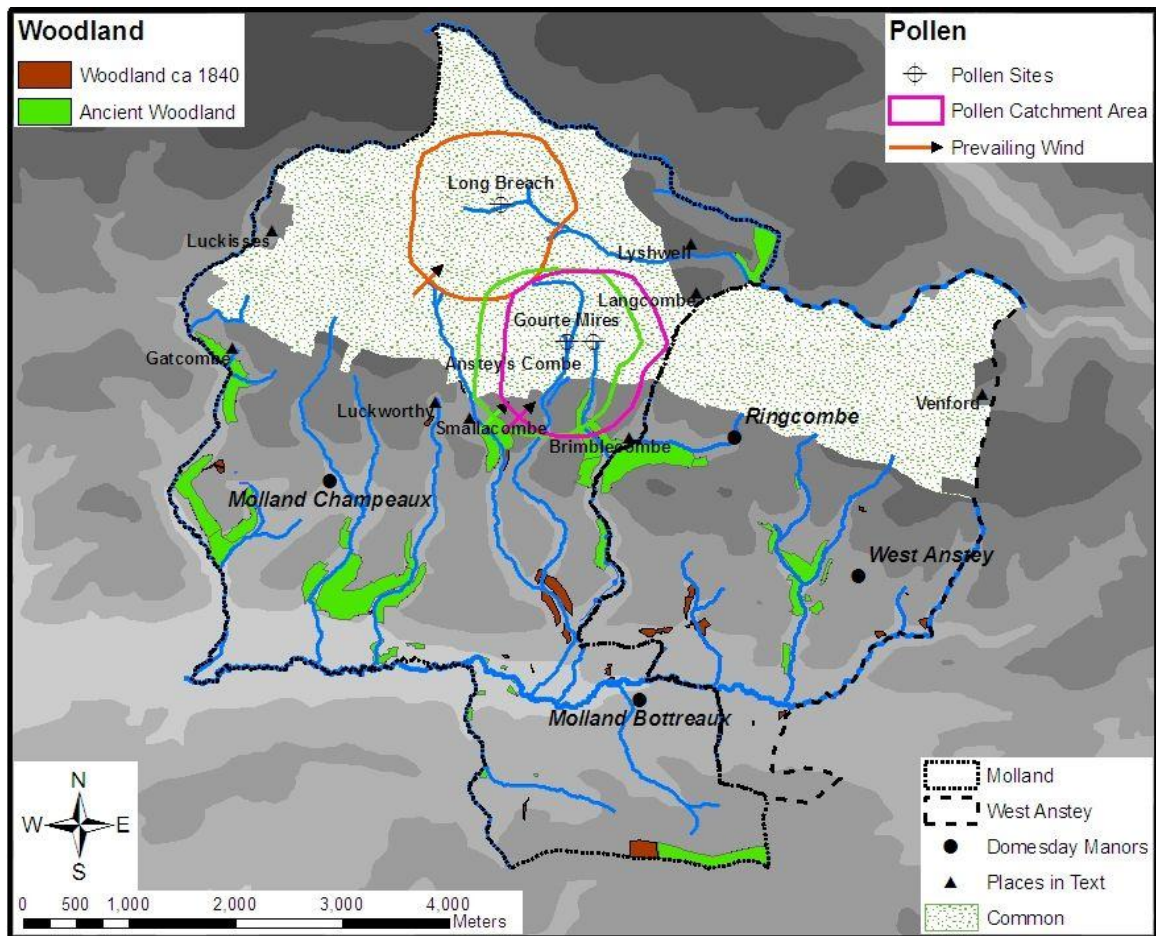 Woodland
Woodland ca 1840
Ancient Woodland
Pollen
Pollen Sites
Pollen Catchment Area
Prevailing Wind
Long Breach
Luckisses
Lyshwell
Langcombe
Gourte Mires
Gatcombe
Anstey's Combe
Venford
Luckworthy
Smallacombe
Ringcombe
Brimblecombe
Molland Champeaux
West Anstey
Molland Bottreaux
N
W E
S
0 500 1,000 2,000 3,000 4,000
Meters
Molland
West Anstey
Domesday Manors
Places in Text
Common